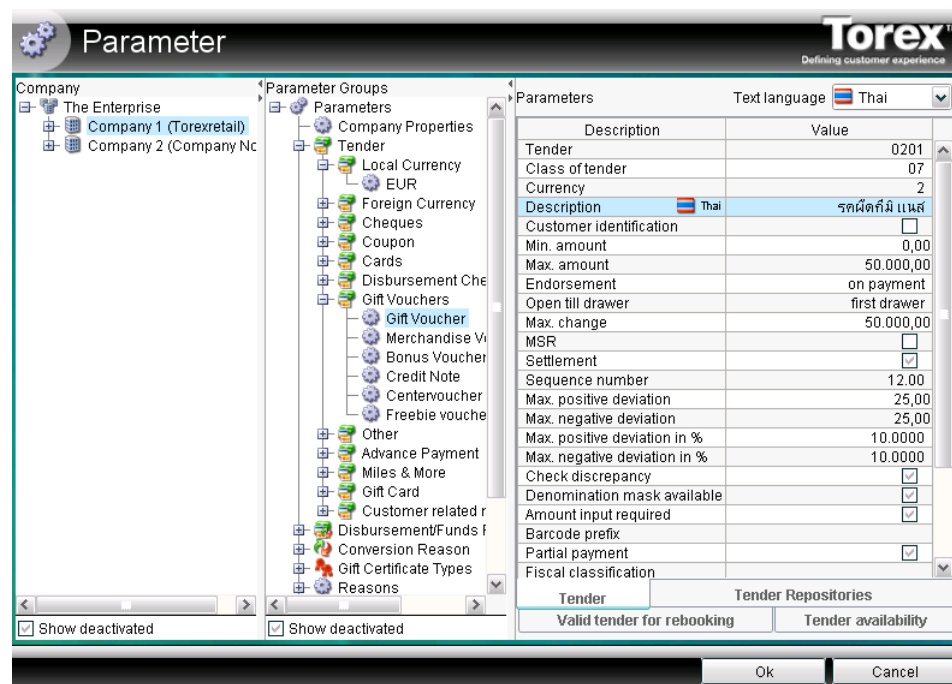 Parameter
Torex
Defining customer experience
Company
The Enterprise
Company 1 (Torexretail)
Company 2 (Company Nc
Parameter Groups
Parameters
Company Properties
Tender
Local Currency
EUR
Foreign Currency
Cheques
Coupon
Cards
Disbursement Che
Gift Vouchers
Gift Voucher
Merchandise V
Bonus Voucher
Credit Note
Centervoucher
Freebie vouche
Other
Advance Payment
Miles & More
Gift Card
Customer related r
Disbursement/Funds F
Conversion Reason
Gift Certificate Types
Reasons
Show deactivated
Show deactivated
Parameters Text language Thai
Description Value
Tender 0201
Class of tender 07
Currency 2
Description Thai
Customer identification
Min. amount 0,00
Max. amount 50.000,00
Endorsement on payment
Open till drawer first drawer
Max. change 50.000,00
MSR
Settlement
Sequence number 12.00
Max. positive deviation 25,00
Max. negative deviation 25,00
Max. positive deviation in % 10.0000
Max. negative deviation in % 10.0000
Check discrepancy
Denomination mask available
Amount input required
Barcode prefix
Partial payment
Fiscal classification
Tender Tender Repositories
Valid tender for rebooking Tender availability
Ok Cancel